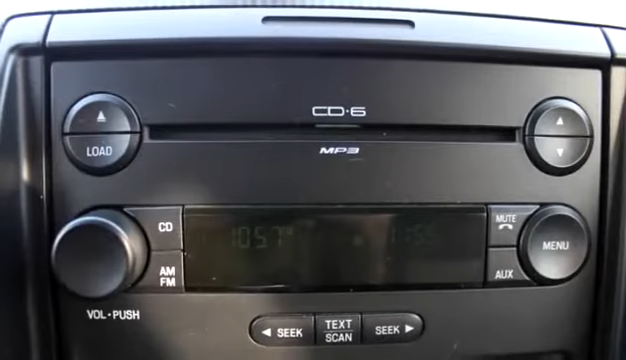 CD·6
LOAD
MP3
CD
MUTE
MENU
AM
FM
AUX
VOL·PUSH
SEEK
TEXT
SCAN
SEEK